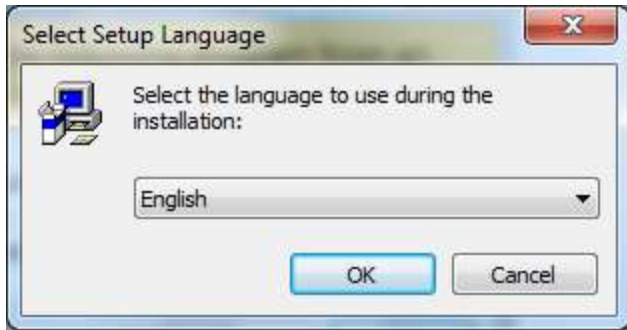 Select Setup Language
Select the language to use during the
installation:
English
OK
Cancel